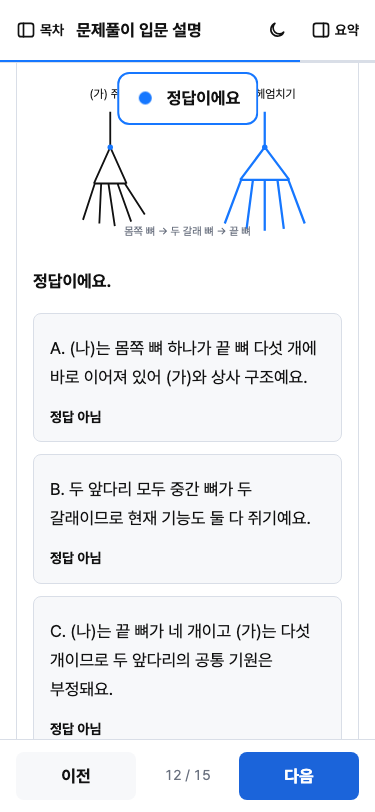 목차 문제풀이 입문 설명 요약
(가) 쥐
정답이에요
헤엄치기
몸쪽 뼈 → 두 갈래 뼈 → 끝 뼈
정답이에요.
A. (나)는 몸쪽 뼈 하나가 끝 뼈 다섯 개에
바로 이어져 있어 (가)와 상사 구조예요.
정답 아님
B. 두 앞다리 모두 중간 뼈가 두
갈래이므로 현재 기능도 둘 다 쥐기예요.
정답 아님
C. (나)는 끝 뼈가 네 개이고 (가)는 다섯
개이므로 두 앞다리의 공통 기원은
부정돼요.
정답 아님
이전 12 / 15 다음